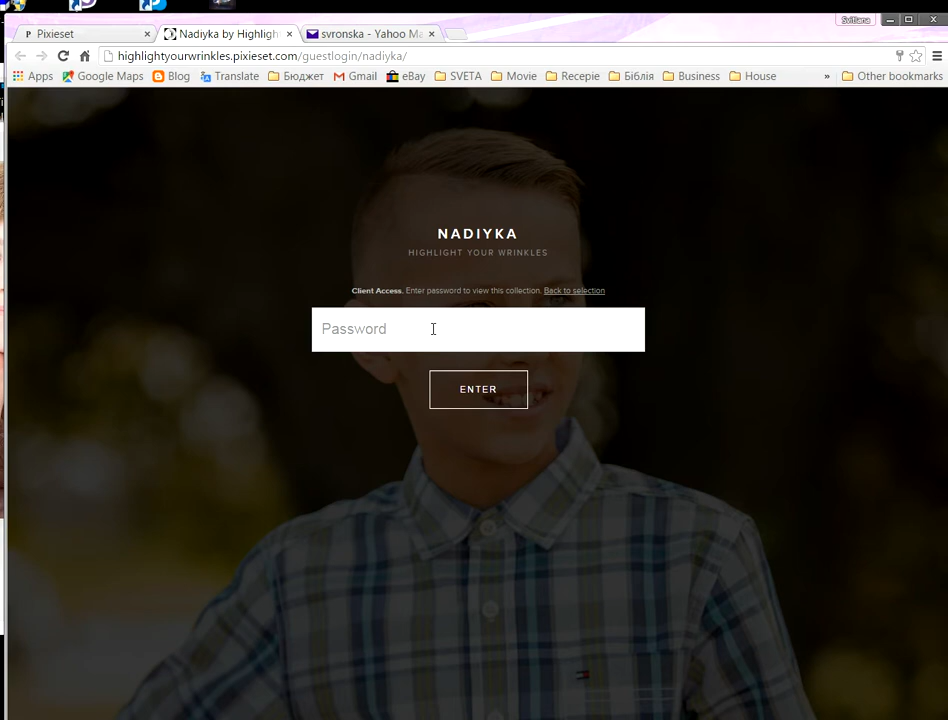 Svitlana
Pixieset
Nadiyka by Highligh
svronska - Yahoo Ma
highlightyourwrinkles.pixieset.com/guestlogin/nadiyka/
Apps Google Maps Blog Translate Бюджет Gmail eBay SVETA Movie Recepie Біблія Business House » Other bookmarks
NADIYKA
HIGHLIGHT YOUR WRINKLES
Client Access. Enter password to view this collection. Back to selection
Password
ENTER